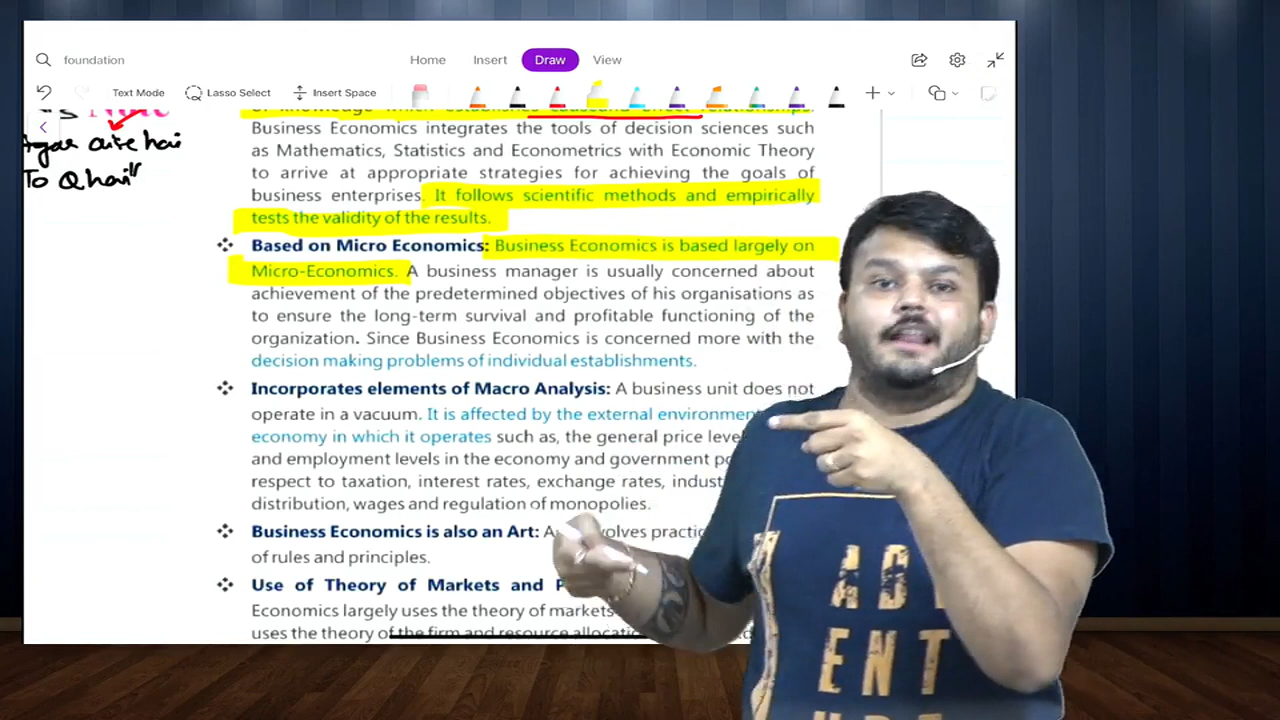 foundation
Home Insert Draw View
Text Mode Lasso Select Insert Space
relationships.
Business Economics integrates the tools of decision sciences such
as Mathematics, Statistics and Econometrics with Economic Theory
to arrive at appropriate strategies for achieving the goals of
business enterprises. It follows scientific methods and empirically
tests the validity of the results.
To
❖ Based on Micro Economics: Business Economics is based largely on
Micro-Economics. A business manager is usually concerned about
achievement of the predetermined objectives of his organisations as
to ensure the long-term survival and profitable functioning of the
organization. Since Business Economics is concerned more with the
decision making problems of individual establishments.
❖ Incorporates elements of Macro Analysis: A business unit does not
operate in a vacuum. It is affected by the external environment
economy in which it operates such as, the general price level
and employment levels in the economy and government
respect to taxation, interest rates, exchange rates,
distribution, wages and regulation of monopolies.
❖ Business Economics is also an Art:
of rules and principles.
❖ Use of Theory of Markets and
Economics largely uses the theory of markets
uses the theory of the firm and resource
ENT